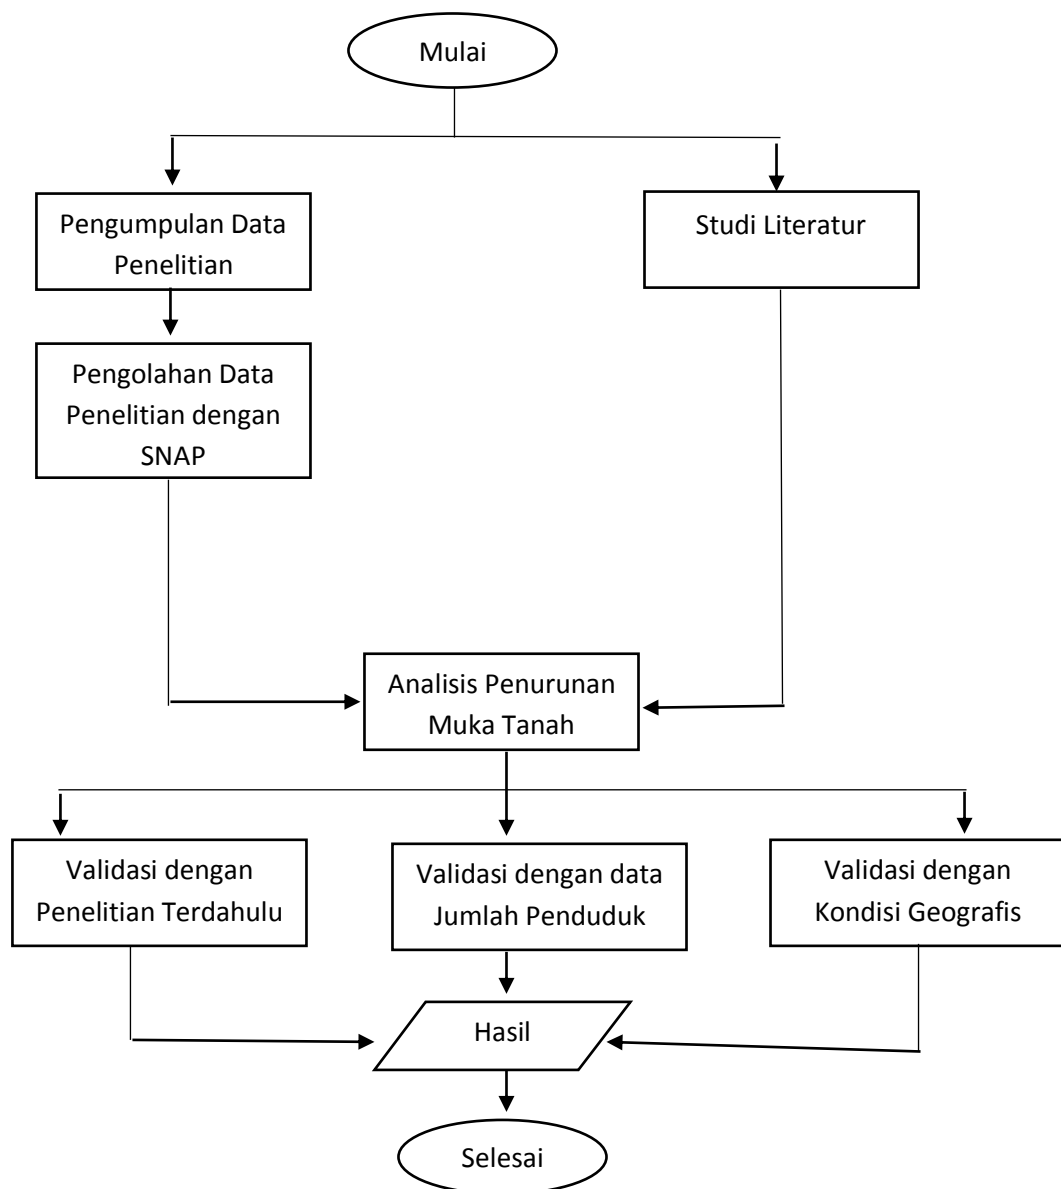 Mulai
Pengumpulan Data
Penelitian
Studi Literatur
Pengolahan Data
Penelitian dengan
SNAP
Analisis Penurunan
Muka Tanah
Validasi dengan
Penelitian Terdahulu
Validasi dengan data
Jumlah Penduduk
Validasi dengan
Kondisi Geografis
Hasil
Selesai